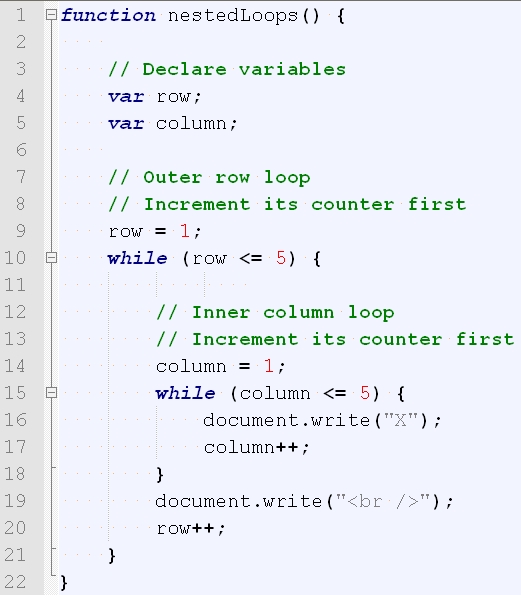 1 function nestedLoops() {
2
3 // Declare variables
4 var row;
5 var column;
6
7 // Outer row loop
8 // Increment its counter first
9 row = 1;
10 while (row <= 5) {
11
12 // Inner column loop
13 // Increment its counter first
14 column = 1;
15 while (column <= 5) {
16 document.write("X");
17 column++;
18 }
19 document.write("<br />");
20 row++;
21 }
22 }